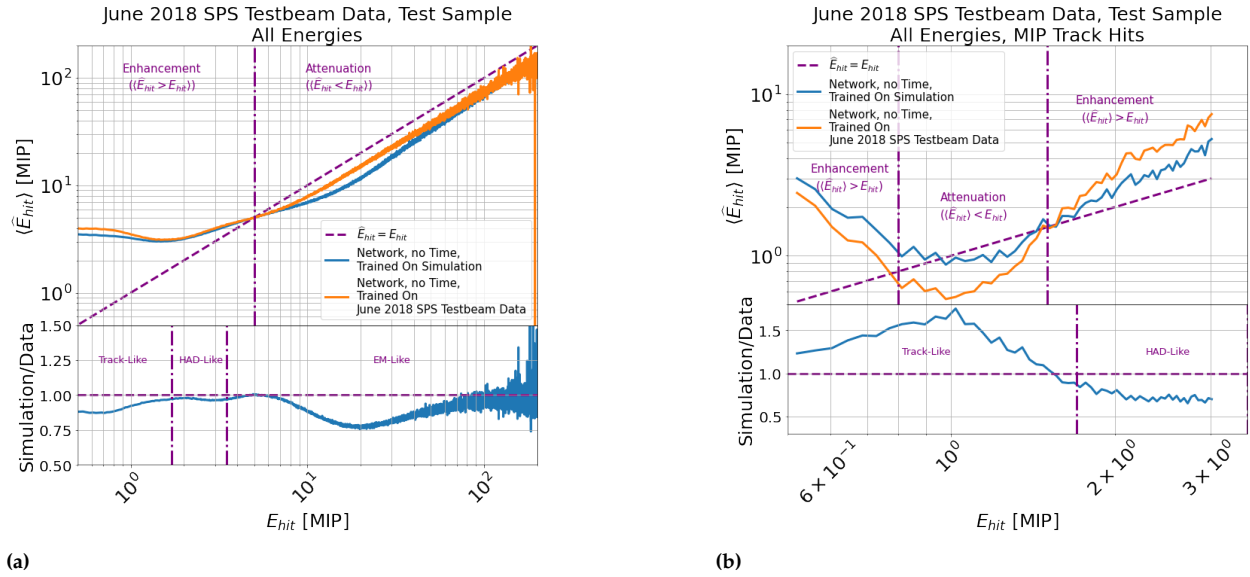 June 2018 SPS Testbeam Data, Test Sample
All Energies
Enhancement
(⟨Ê_hit > E_hit⟩)
Attenuation
(⟨Ê_hit < E_hit⟩)
⟨Ê_hit⟩ [MIP]
10²
10¹
10⁰
Ê_hit = E_hit
Network, no Time,
Trained On Simulation
Network, no Time,
Trained On
June 2018 SPS Testbeam Data
Simulation/Data
1.50
1.25
1.00
0.75
0.50
Track-Like
HAD-Like
EM-Like
10⁰
10¹
10²
E_hit [MIP]
(a)
June 2018 SPS Testbeam Data, Test Sample
All Energies, MIP Track Hits
Ê_hit = E_hit
Network, no Time,
Trained On Simulation
Network, no Time,
Trained On
June 2018 SPS Testbeam Data
Enhancement
(⟨Ê_hit⟩ > E_hit)
Enhancement
(⟨Ê_hit⟩ > E_hit)
Attenuation
(⟨Ê_hit⟩ < E_hit)
⟨Ê_hit⟩ [MIP]
10¹
10⁰
Simulation/Data
1.5
1.0
0.5
Track-Like
HAD-Like
6 × 10⁻¹
10⁰
2 × 10⁰
3 × 10⁰
E_hit [MIP]
(b)